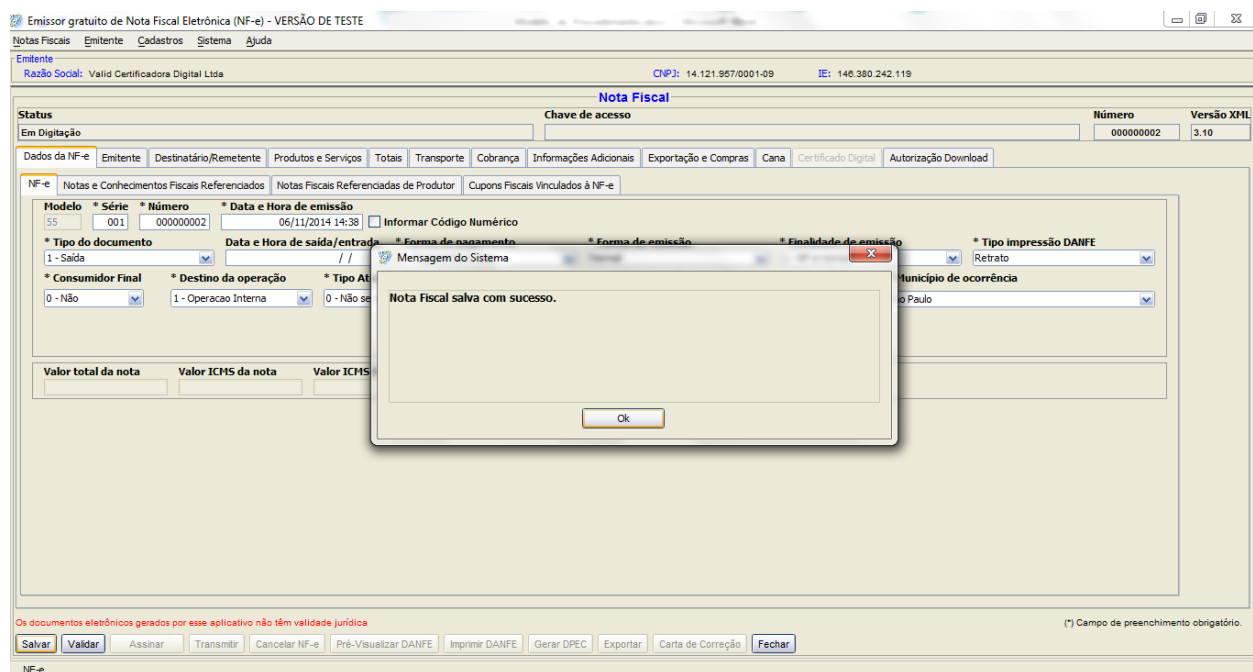 Emissor gratuito de Nota Fiscal Eletrônica (NF-e) - VERSÃO DE TESTE
Notas Fiscais Emitente Cadastros Sistema Ajuda
Emitente
Razão Social: Valid Certificadora Digital Ltda CNPJ: 14.121.957/0001-09 IE: 146.380.242.119
Nota Fiscal
Status Chave de acesso Número Versão XML
Em Digitação 000000002 3.10
Dados da NF-e Emitente Destinatário/Remetente Produtos e Serviços Totais Transporte Cobrança Informações Adicionais Exportação e Compras Cana Certificado Digital Autorização Download
NF-e Notas e Conhecimentos Fiscais Referenciados Notas Fiscais Referenciadas de Produtor Cupons Fiscais Vinculados à NF-e
Modelo * Série * Número * Data e Hora de emissão
55 001 000000002 06/11/2014 14:38 Informar Código Numérico
* Tipo do documento Data e Hora de saída/entrada * Forma de pagamento * Forma de emissão * Finalidade de emissão * Tipo impressão DANFE
1 - Saída / / Retrato
Mensagem do Sistema
* Consumidor Final * Destino da operação * Tipo At Município de ocorrência
0 - Não 1 - Operacao Interna 0 - Não se o Paulo
Nota Fiscal salva com sucesso.
Valor total da nota Valor ICMS da nota Valor ICMS
Ok
Os documentos eletrônicos gerados por esse aplicativo não têm validade jurídica (*) Campo de preenchimento obrigatório.
Salvar Validar Assinar Transmitir Cancelar NF-e Pré-Visualizar DANFE Imprimir DANFE Gerar DPEC Exportar Carta de Correção Fechar
NF-e